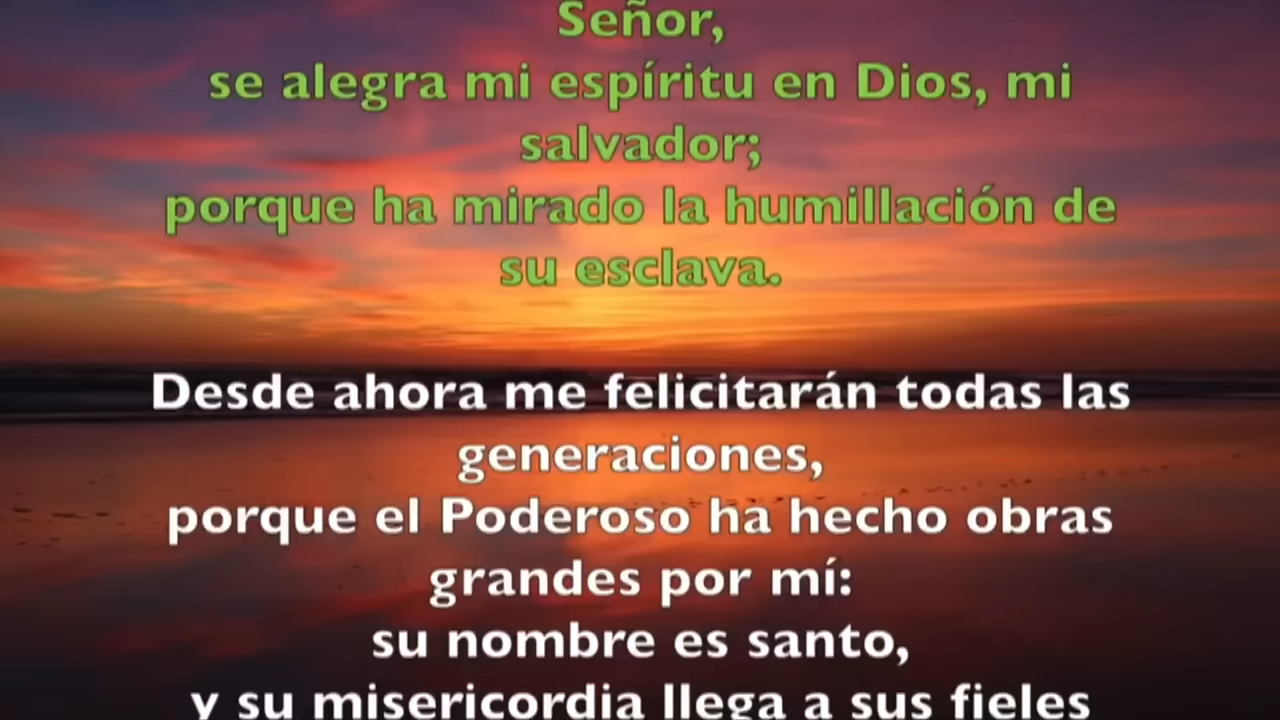 Señor,
se alegra mi espíritu en Dios, mi
salvador;
porque ha mirado la humillación de
su esclava.
Desde ahora me felicitarán todas las
generaciones,
porque el Poderoso ha hecho obras
grandes por mí:
su nombre es santo,
y su misericordia llega a sus fieles